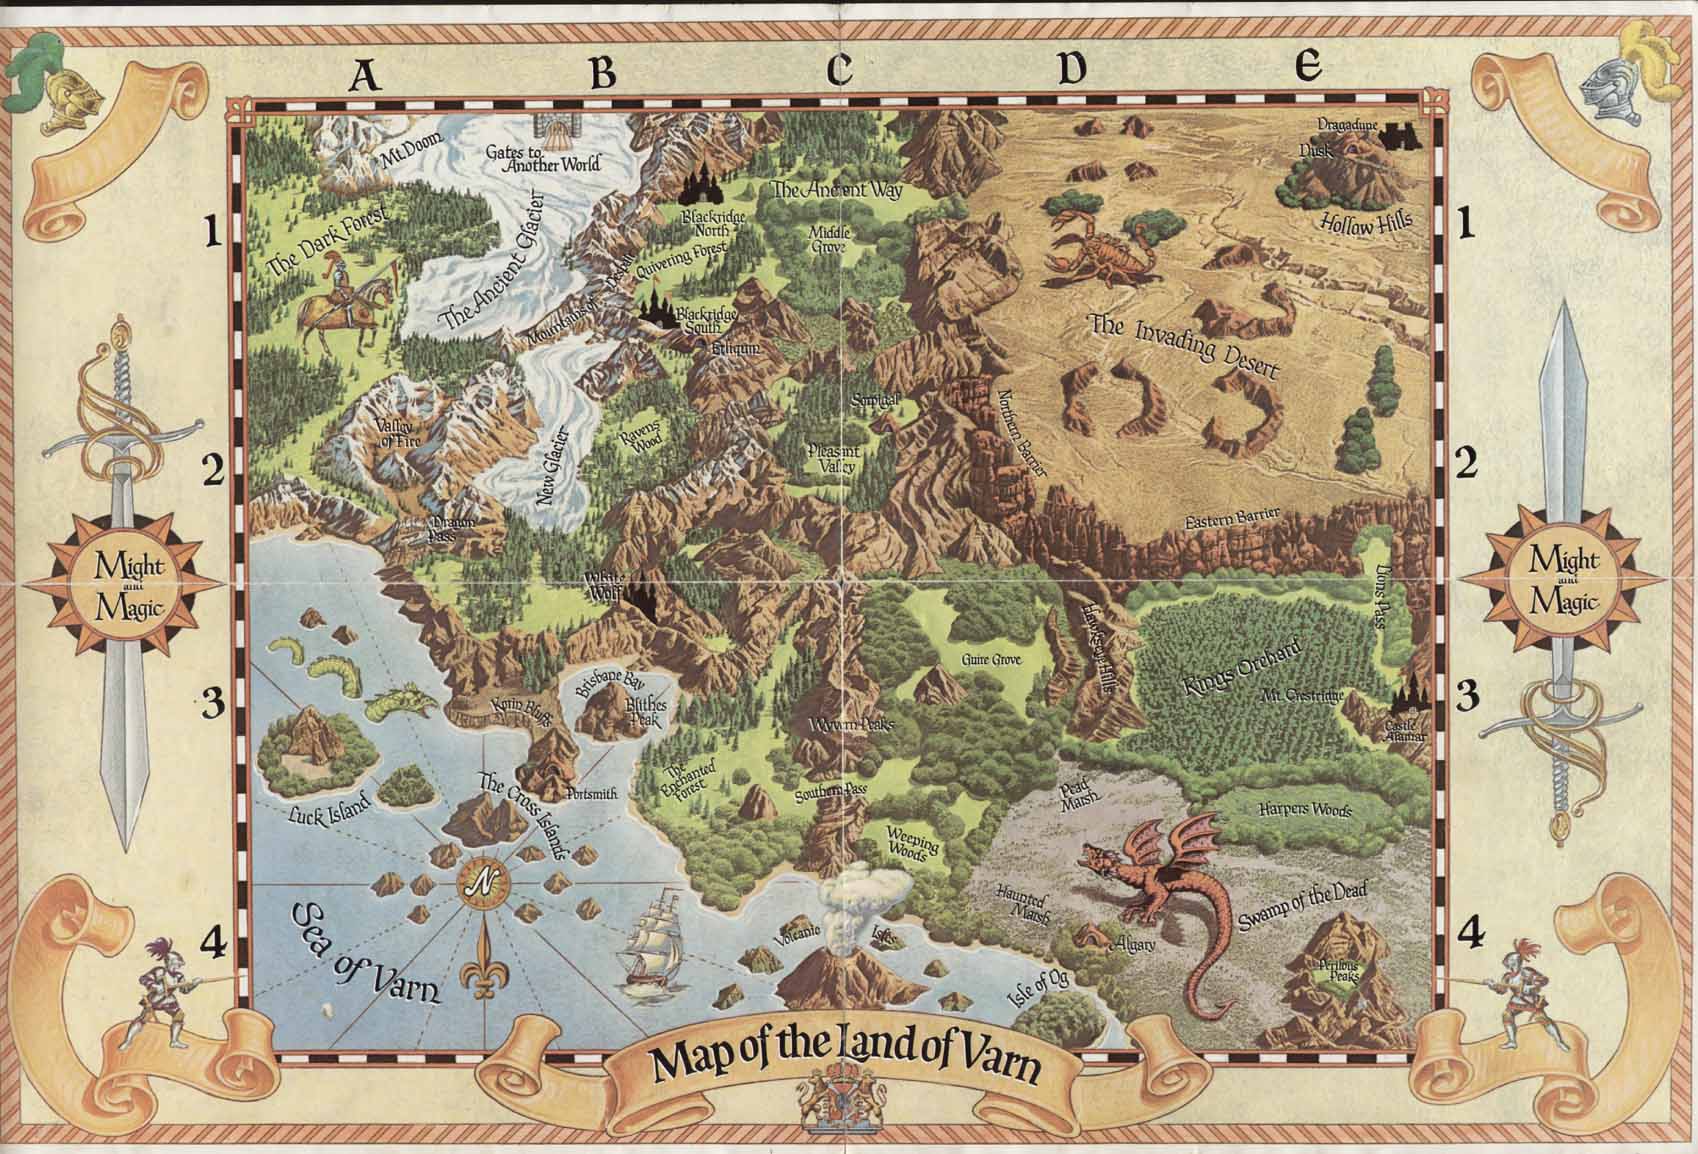 A B C D E
1
1
2
2
3
3
4
4
Might
and
Magic
Might
and
Magic
Mt. Doom
Gates to
Another World
The Dark Forest
The Ancient Glacier
Mountains of Despair
Blackridge
North
Quivering Forest
Blackridge
South
Erliquin
The Ancient Way
Middle
Grove
Dragadune
Dusk
Hollow Hills
The Invading Desert
Valley
of Fire
New Glacier
Ravens
Wood
Sorpigal
Pleasant
Valley
Northern Barrier
Eastern Barrier
Dragon
Pass
White
Wolf
Guire Grove
Hawkseye Hills
Kings Orchard
Lions Pass
Mt. Crestridge
Castle
Alamar
Korin Bluffs
Brisbane Bay
Blithes
Peak
Wyvern Peaks
The
Enchanted
Forest
Southern Pass
Portsmith
The Cross Islands
Luck Island
N
Sea of Varn
Weeping
Woods
Pead
Marsh
Harpers Woods
Haunted
Marsh
Swamp of the Dead
Algary
Perilous
Peaks
Volcanic Isles
Isle of Og
Map of the Land of Varn